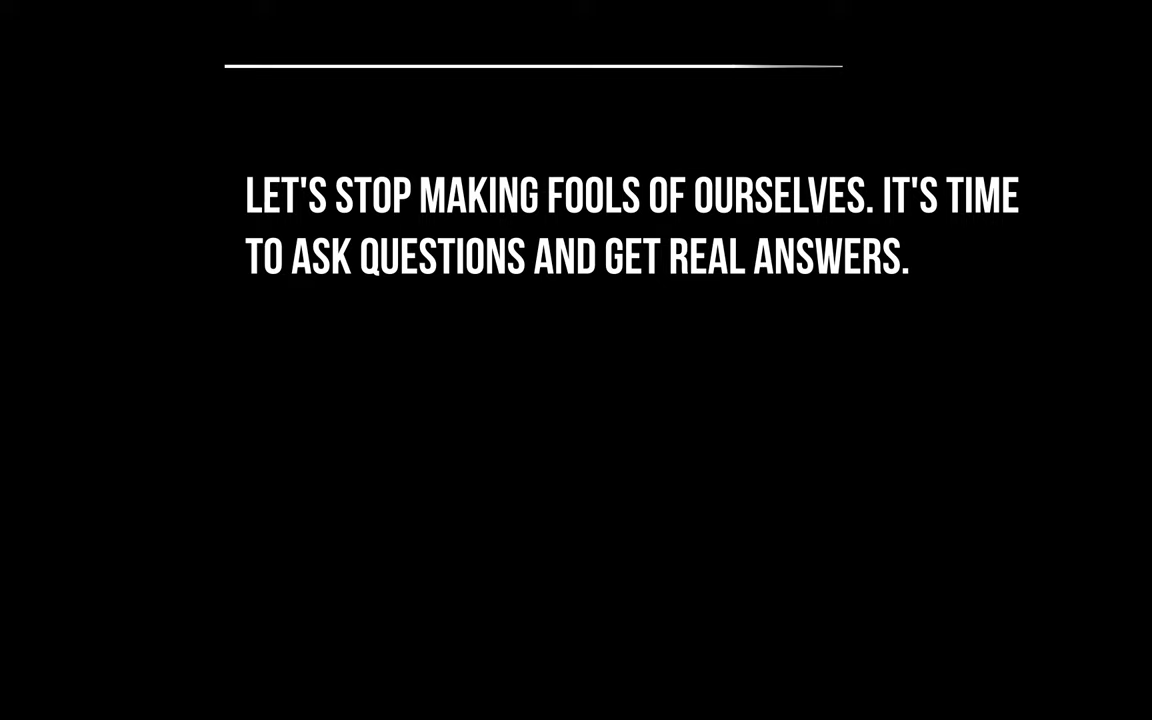 LET'S STOP MAKING FOOLS OF OURSELVES. IT'S TIME
TO ASK QUESTIONS AND GET REAL ANSWERS.